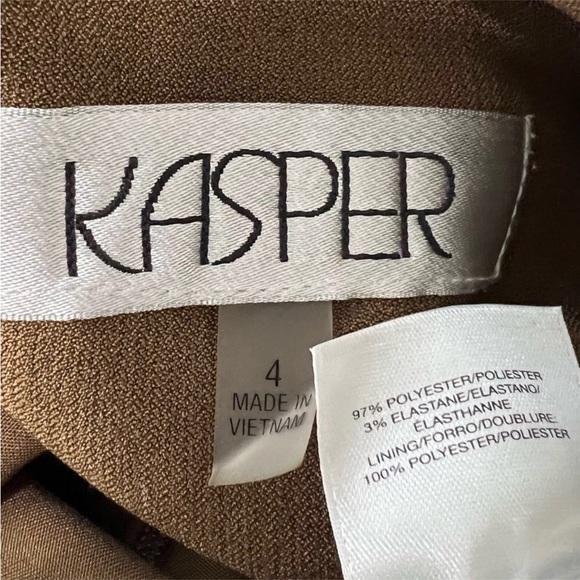 KASPER
4
MADE IN
VIETNAM
97% POLYESTER/POLIESTER
3% ELASTANE/ELASTANO/
ÉLASTHANNE
LINING/FORRO/DOUBLURE:
100% POLYESTER/POLIESTER